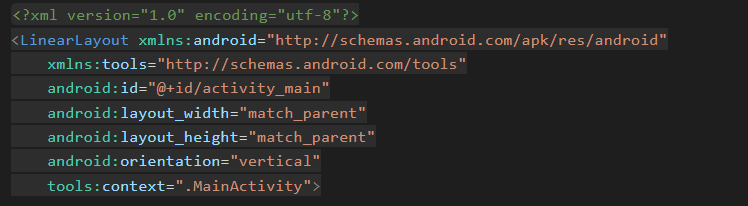 <?xml version="1.0" encoding="utf-8"?>
<LinearLayout xmlns:android="http://schemas.android.com/apk/res/android"
    xmlns:tools="http://schemas.android.com/tools"
    android:id="@+id/activity_main"
    android:layout_width="match_parent"
    android:layout_height="match_parent"
    android:orientation="vertical"
    tools:context=".MainActivity">